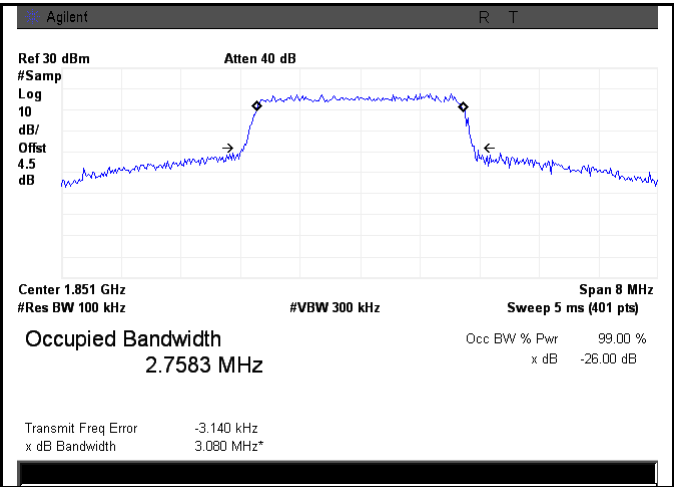 Agilent R T
Ref 30 dBm Atten 40 dB
#Samp
Log
10
dB/
Offst
4.5
dB
Center 1.851 GHz Span 8 MHz
#Res BW 100 kHz #VBW 300 kHz Sweep 5 ms (401 pts)
Occupied Bandwidth Occ BW % Pwr 99.00 %
2.7583 MHz x dB -26.00 dB
Transmit Freq Error -3.140 kHz
x dB Bandwidth 3.080 MHz*